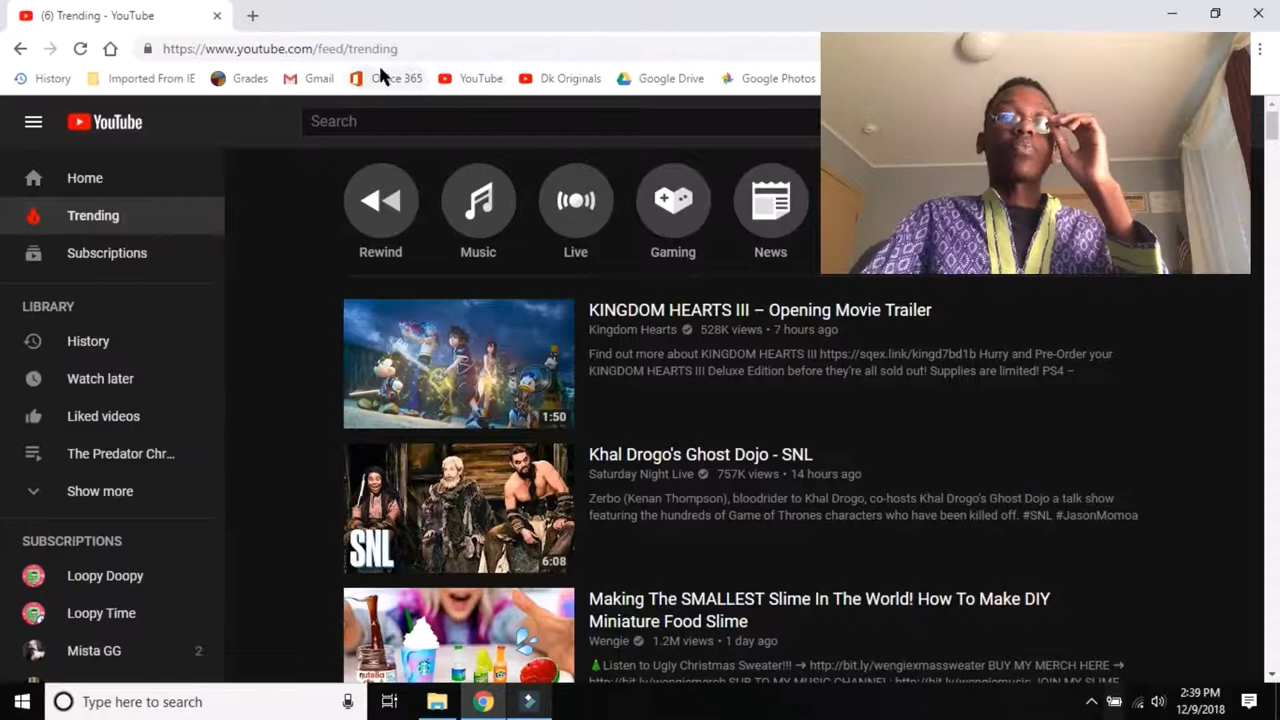 (6) Trending - YouTube
https://www.youtube.com/feed/trending
History Imported From IE Grades Gmail Office 365 YouTube Dk Originals Google Drive Google Photos
YouTube
Search
Home
Trending
Subscriptions
LIBRARY
History
Watch later
Liked videos
The Predator Chr...
Show more
SUBSCRIPTIONS
Loopy Doopy
Loopy Time
Mista GG 2
Rewind Music Live Gaming News
KINGDOM HEARTS III – Opening Movie Trailer
Kingdom Hearts 528K views • 7 hours ago
Find out more about KINGDOM HEARTS III https://sqex.link/kingd7bd1b Hurry and Pre-Order your
KINGDOM HEARTS III Deluxe Edition before they're all sold out! Supplies are limited! PS4 –
1:50
Khal Drogo's Ghost Dojo - SNL
Saturday Night Live 757K views • 14 hours ago
Zerbo (Kenan Thompson), bloodrider to Khal Drogo, co-hosts Khal Drogo's Ghost Dojo a talk show
featuring the hundreds of Game of Thrones characters who have been killed off. #SNL #JasonMomoa
SNL
6:08
Making The SMALLEST Slime In The World! How To Make DIY
Miniature Food Slime
Wengie 1.2M views • 1 day ago
Listen to Ugly Christmas Sweater!!! → http://bit.ly/wengiexmassweater BUY MY MERCH HERE →
nutella
Type here to search
2:39 PM
12/9/2018